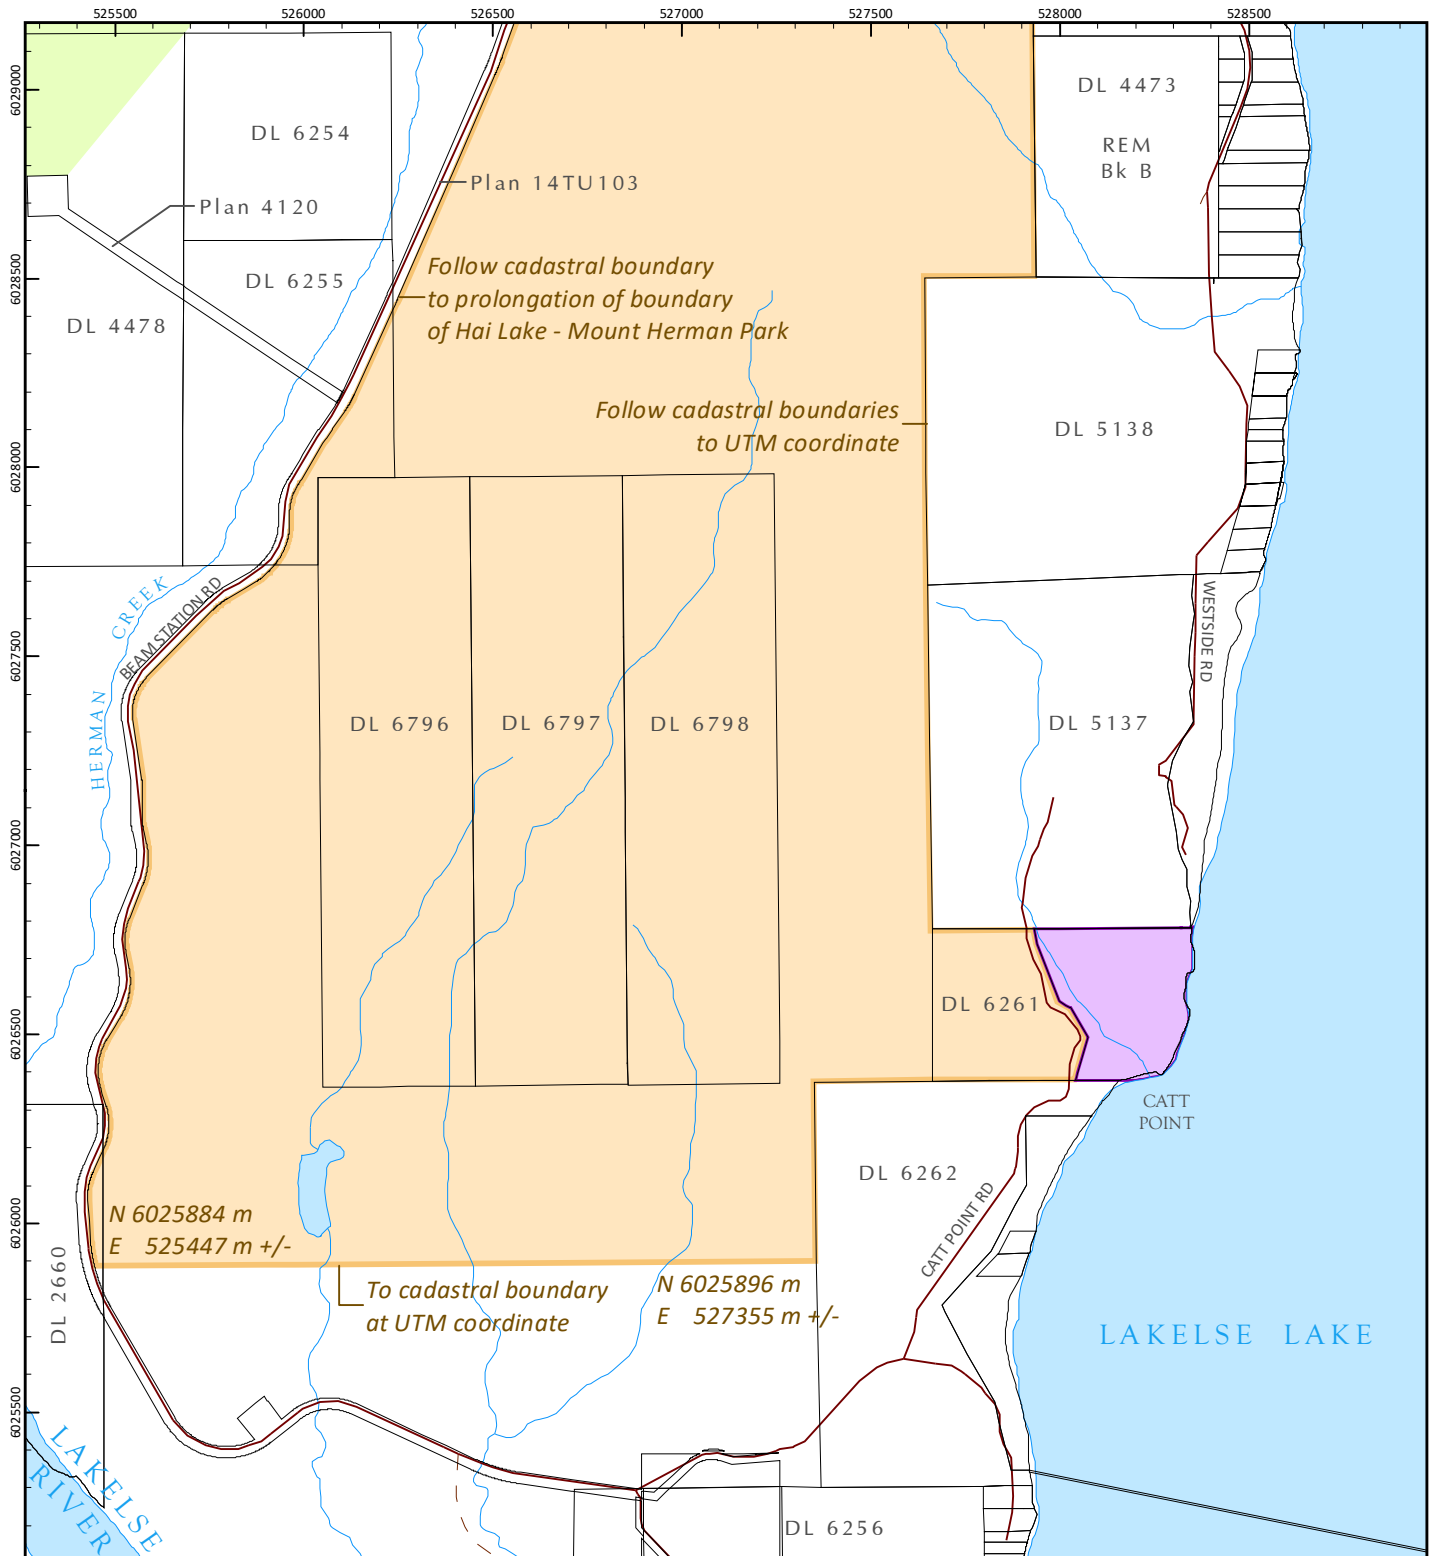 525500
526000
526500
527000
527500
528000
528500
6029000
6028500
6028000
6027500
6027000
6026500
6026000
6025500
DL 4473
REM
Bk B
DL 6254
Plan 14TU103
Plan 4120
DL 6255
DL 4478
Follow cadastral boundary
to prolongation of boundary
of Hai Lake - Mount Herman Park
Follow cadastral boundaries
to UTM coordinate
DL 5138
HERMAN
CREEK
BEAM STATION RD
WESTSIDE RD
DL 6796
DL 6797
DL 6798
DL 5137
DL 6261
CATT
POINT
DL 6262
CATT POINT RD
N 6025884 m
E 525447 m +/-
DL 2660
To cadastral boundary
at UTM coordinate
N 6025896 m
E 527355 m +/-
LAKELSE LAKE
LAKELSE
RIVER
DL 6256